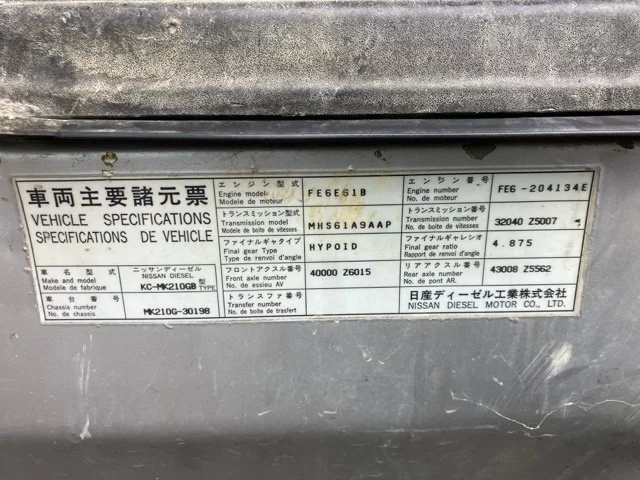 車両主要諸元票
VEHICLE SPECIFICATIONS
SPECIFICATIONS DE VEHICLE
車名型式
Make and model
Modele de fabrique
ニッサンディーゼル
NISSAN DIESEL
KC-MK210GB 型 TYPE
車台番号
Chassis number
No. de chassis
MK210G-30198
エンジン型式
Engine model
Modele de moteur
FE6E61B
トランスミッション型式
Transmission model
Modele de boite de vitesses
MHS61A9AAP
ファイナルギヤタイプ
Final gear Type
Type de renvoi d'angle
HYPOID
フロントアクスル番号
Front axle number
No. de essieu AV
40000 Z6015
トランスファ番号
Transfer number
No. de boite de trasfert
エンジン番号
Engine number
No. de moteur
FE6-204134E
トランスミッション番号
Transmission number
No. de boite de vitesses
32040 Z5007
ファイナルギャレシオ
Final gear ratio
Rapport de renvoi d'angle
4.875
リアアクスル番号
Rear axle number
No. de pont AR.
43008 Z5562
日産ディーゼル工業株式会社
NISSAN DIESEL MOTOR CO., LTD.